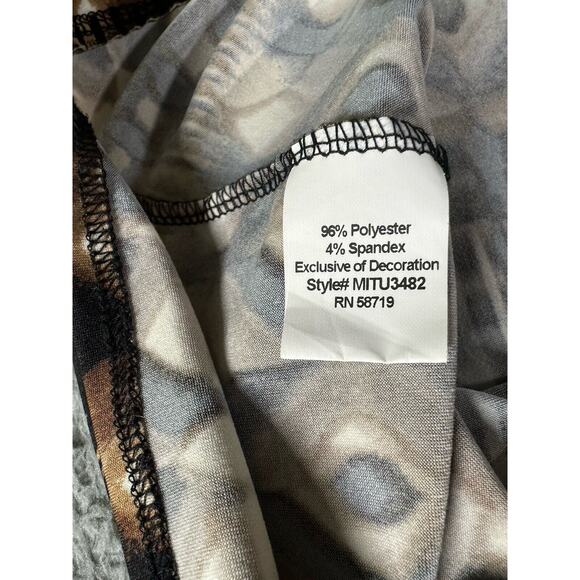 96% Polyester
4% Spandex
Exclusive of Decoration
Style# MITU3482
RN 58719